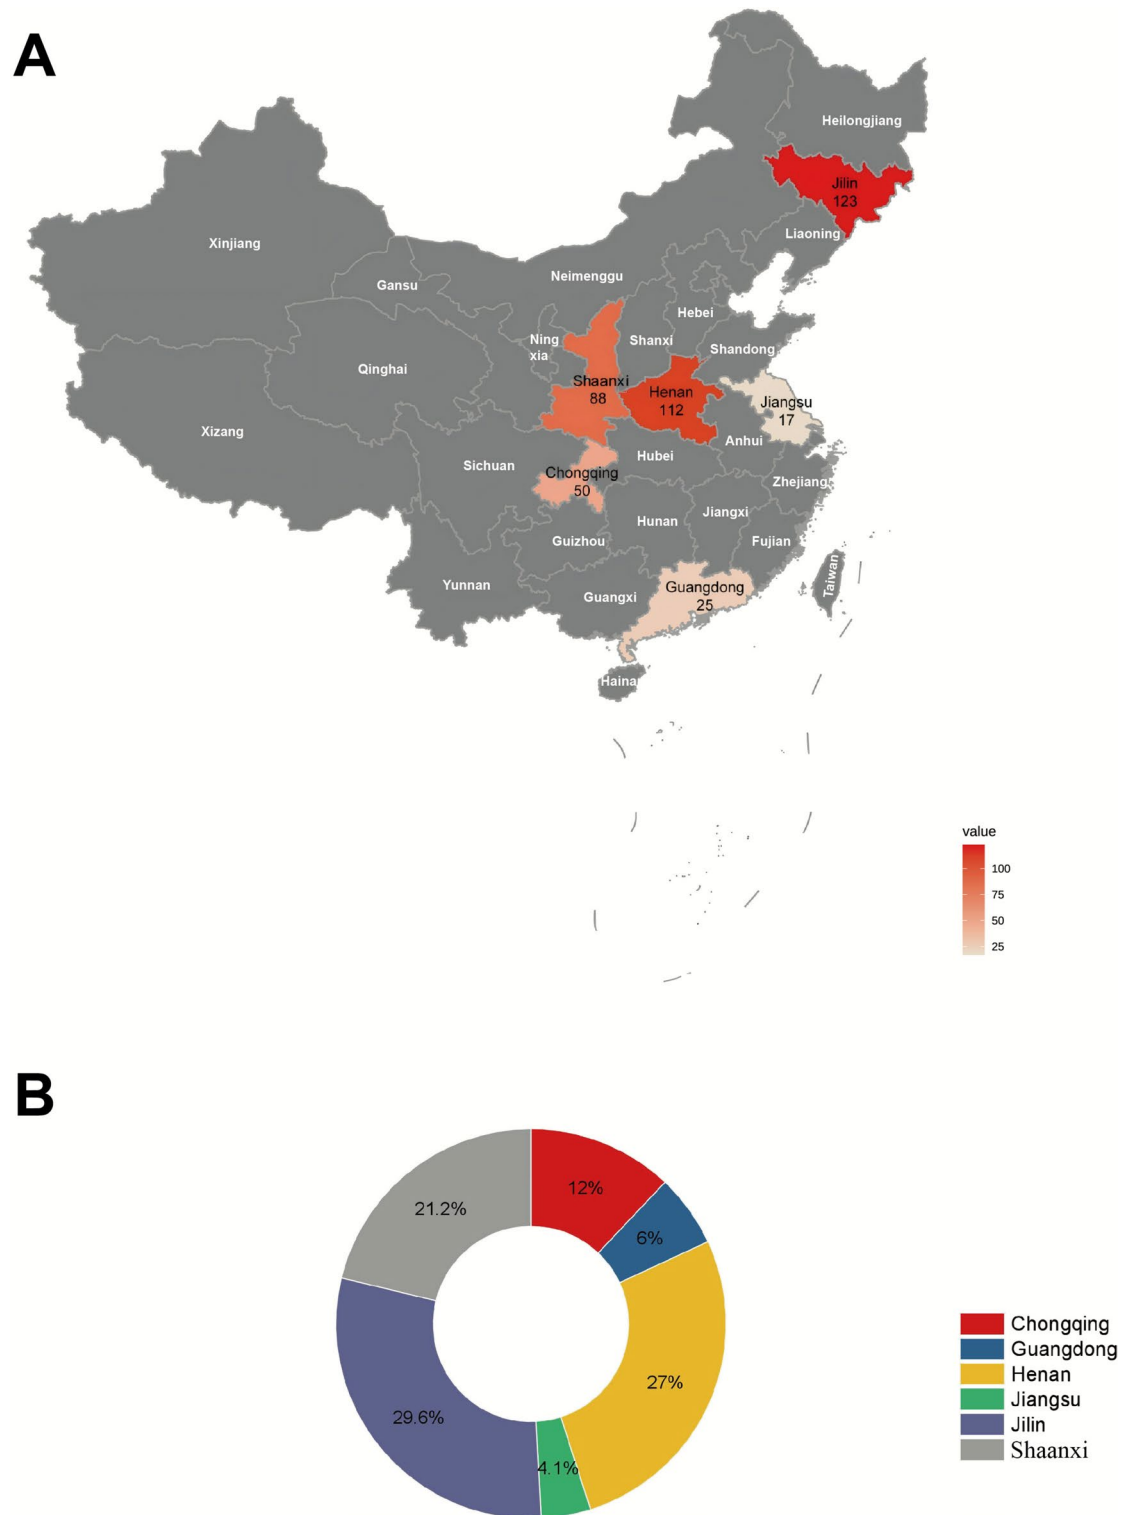 A
Heilongjiang
Jilin
123
Liaoning
Xinjiang
Neimenggu
Gansu
Hebei
Ning
xia
Shanxi
Shandong
Qinghai
Shaanxi
88
Henan
112
Jiangsu
17
Xizang
Anhui
Sichuan
Hubei
Chongqing
50
Zhejiang
Hunan
Jiangxi
Guizhou
Fujian
Yunnan
Guangxi
Guangdong
25
Taiwan
Haina
value
100
75
50
25
B
12%
21.2%
6%
27%
29.6%
4.1%
Chongqing
Guangdong
Henan
Jiangsu
Jilin
Shaanxi